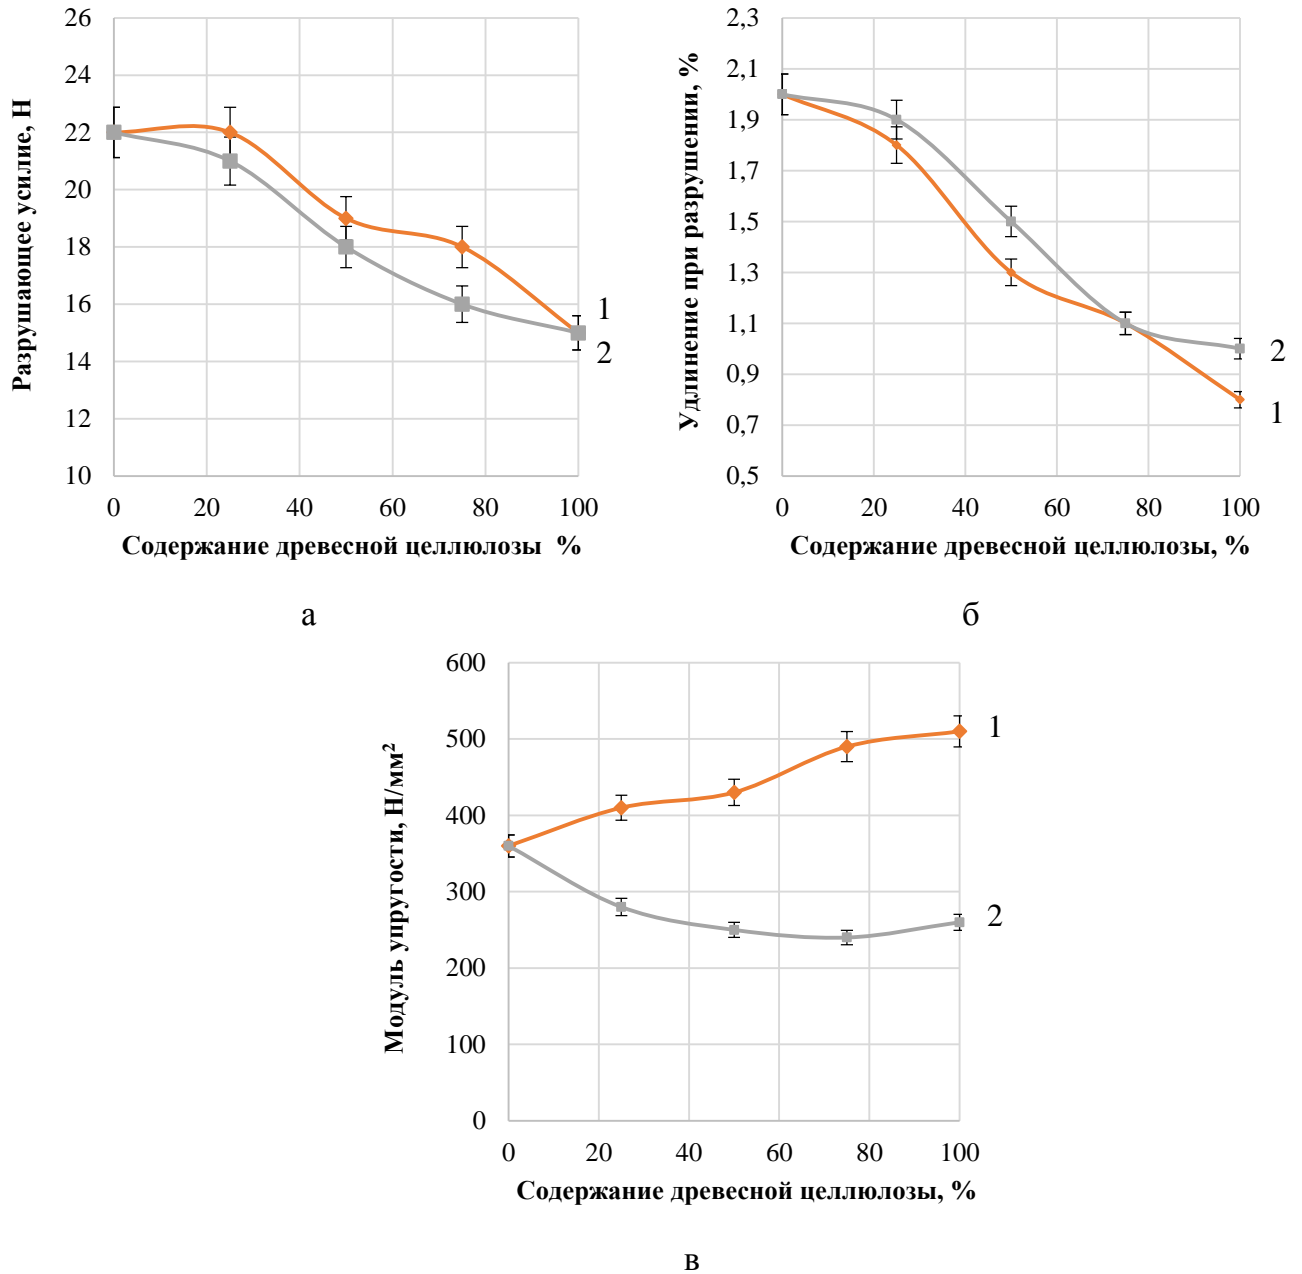 Разрушающее усилие, Н
26
24
22
20
18
16
14
12
10
0 20 40 60 80 100
Содержание древесной целлюлозы %
1
2
а
Удлинение при разрушении, %
2,3
2,1
1,9
1,7
1,5
1,3
1,1
0,9
0,7
0,5
0 20 40 60 80 100
Содержание древесной целлюлозы, %
2
1
б
Модуль упругости, Н/мм²
600
500
400
300
200
100
0
0 20 40 60 80 100
Содержание древесной целлюлозы, %
1
2
в